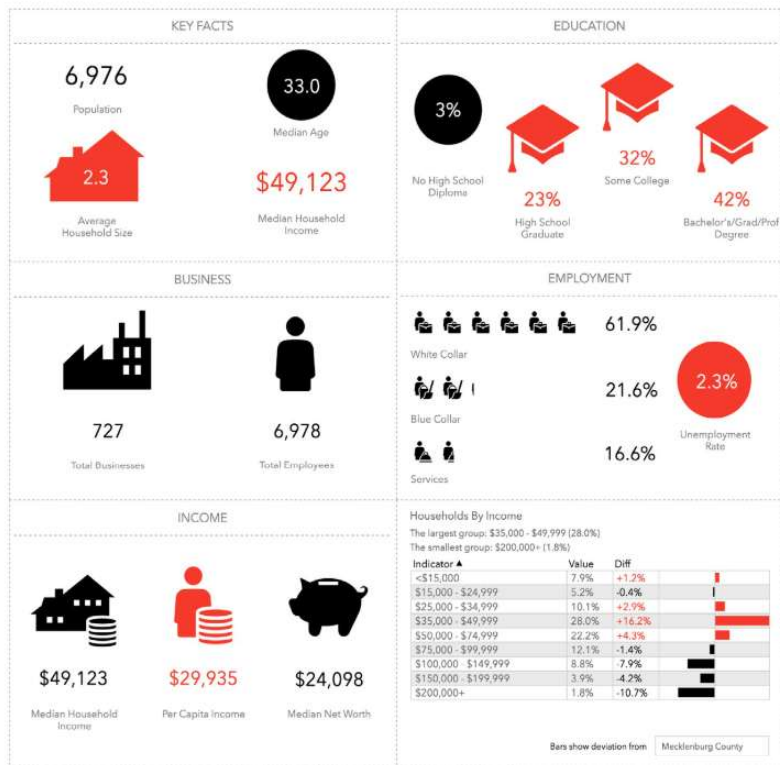 KEY FACTS
6,976
Population
33.0
Median Age
2.3
Average
Household Size
$49,123
Median Household
Income
EDUCATION
3%
No High School
Diploma
23%
High School
Graduate
32%
Some College
42%
Bachelor's/Grad/Prof
Degree
BUSINESS
727
Total Businesses
6,978
Total Employees
EMPLOYMENT
61.9%
White Collar
21.6%
Blue Collar
16.6%
Services
2.3%
Unemployment
Rate
INCOME
$49,123
Median Household
Income
$29,935
Per Capita Income
$24,098
Median Net Worth
Households By Income
The largest group: $35,000 - $49,999 (28.0%)
The smallest group: $200,000+ (1.8%)
Indicator ▲ Value Diff
<$15,000 7.9% +1.2%
$15,000 - $24,999 5.2% -0.4%
$25,000 - $34,999 10.1% +2.9%
$35,000 - $49,999 28.0% +16.2%
$50,000 - $74,999 22.2% +4.3%
$75,000 - $99,999 12.1% -1.4%
$100,000 - $149,999 8.8% -7.9%
$150,000 - $199,999 3.9% -4.2%
$200,000+ 1.8% -10.7%
Bars show deviation from Mecklenburg County